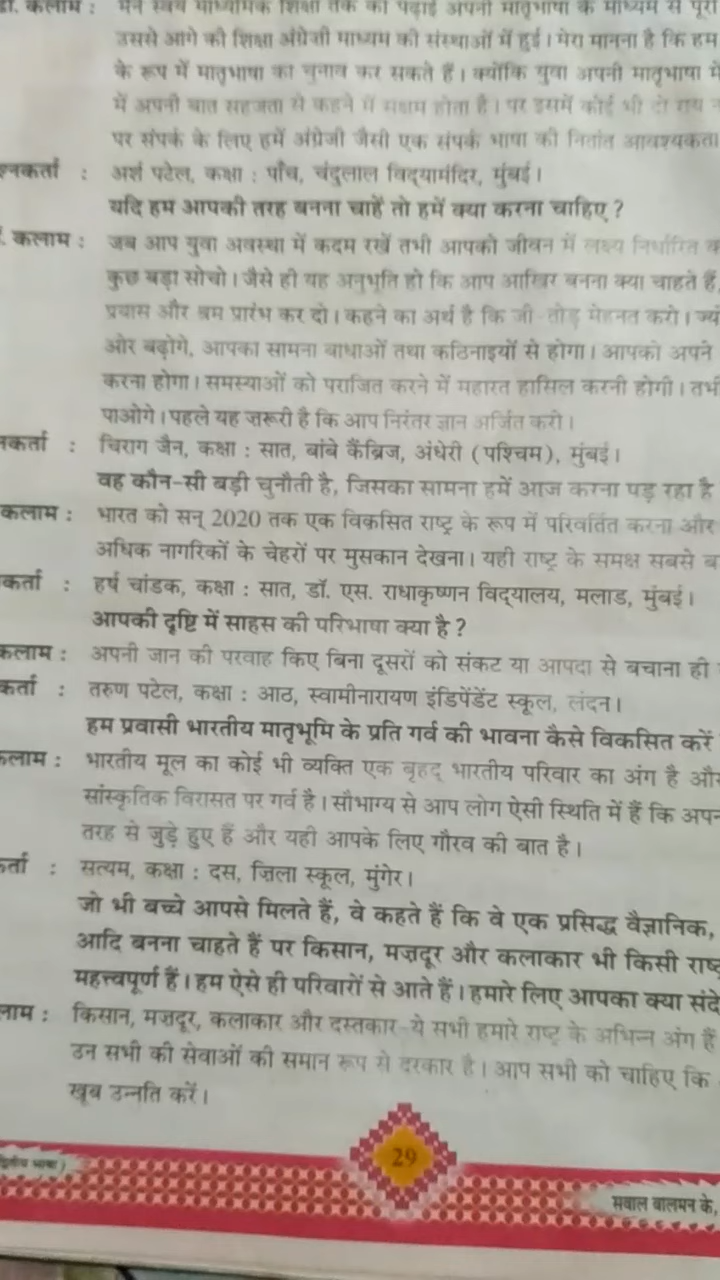 डॉ. कलाम : मैंने स्वयं माध्यमिक शिक्षा तक की पढ़ाई अपनी मातृभाषा के माध्यम से पूरी
उससे आगे की शिक्षा अंग्रेज़ी माध्यम की संस्थाओं में हुई। मेरा मानना है कि हम
के रूप में मातृभाषा का चुनाव कर सकते हैं। क्योंकि युवा अपनी मातृभाषा में
में अपनी बात सहजता से कहने में सक्षम होता है। पर इसमें कोई भी दो राय
पर संपर्क के लिए हमें अंग्रेजी जैसी एक संपर्क भाषा की नितांत आवश्यकता
श्नकर्ता : अर्श पटेल, कक्षा : पाँच, चंदुलाल विद्यामंदिर, मुंबई।
यदि हम आपकी तरह बनना चाहें तो हमें क्या करना चाहिए ?
. कलाम : जब आप युवा अवस्था में कदम रखें तभी आपको जीवन में लक्ष्य निर्धारित
कुछ बड़ा सोचो। जैसे ही यह अनुभूति हो कि आप आखिर बनना क्या चाहते हैं,
प्रयास और श्रम प्रारंभ कर दो। कहने का अर्थ है कि जी-तोड़ मेहनत करो।
ओर बढ़ोगे, आपका सामना बाधाओं तथा कठिनाइयों से होगा। आपको अपने
करना होगा। समस्याओं को पराजित करने में महारत हासिल करनी होगी। तभी
पाओगे। पहले यह ज़रूरी है कि आप निरंतर ज्ञान अर्जित करो।
नकर्ता : चिराग जैन, कक्षा : सात, बांबे कैंब्रिज, अंधेरी (पश्चिम), मुंबई।
वह कौन-सी बड़ी चुनौती है, जिसका सामना हमें आज करना पड़ रहा है
कलाम : भारत को सन् 2020 तक एक विकसित राष्ट्र के रूप में परिवर्तित करना और
अधिक नागरिकों के चेहरों पर मुसकान देखना। यही राष्ट्र के समक्ष सबसे ब
कर्ता : हर्ष चांडक, कक्षा : सात, डॉ. एस. राधाकृष्णन विद्यालय, मलाड, मुंबई।
आपकी दृष्टि में साहस की परिभाषा क्या है ?
कलाम : अपनी जान की परवाह किए बिना दूसरों को संकट या आपदा से बचाना ही
कर्ता : तरुण पटेल, कक्षा : आठ, स्वामीनारायण इंडिपेंडेंट स्कूल, लंदन।
हम प्रवासी भारतीय मातृभूमि के प्रति गर्व की भावना कैसे विकसित करें
लाम : भारतीय मूल का कोई भी व्यक्ति एक बृहद् भारतीय परिवार का अंग है और
सांस्कृतिक विरासत पर गर्व है। सौभाग्य से आप लोग ऐसी स्थिति में हैं कि अप
तरह से जुड़े हुए हैं और यही आपके लिए गौरव की बात है।
र्ता : सत्यम, कक्षा : दस, ज़िला स्कूल, मुंगेर।
जो भी बच्चे आपसे मिलते हैं, वे कहते हैं कि वे एक प्रसिद्ध वैज्ञानिक,
आदि बनना चाहते हैं पर किसान, मज़दूर और कलाकार भी किसी राष्ट्र
महत्त्वपूर्ण हैं। हम ऐसे ही परिवारों से आते हैं। हमारे लिए आपका क्या संदे
लाम : किसान, मज़दूर, कलाकार और दस्तकार-ये सभी हमारे राष्ट्र के अभिन्न अंग हैं
उन सभी की सेवाओं की समान रूप से दरकार है। आप सभी को चाहिए कि
खूब उन्नति करें।
29
द्वितीय भाषा)
सवाल बालमन के,